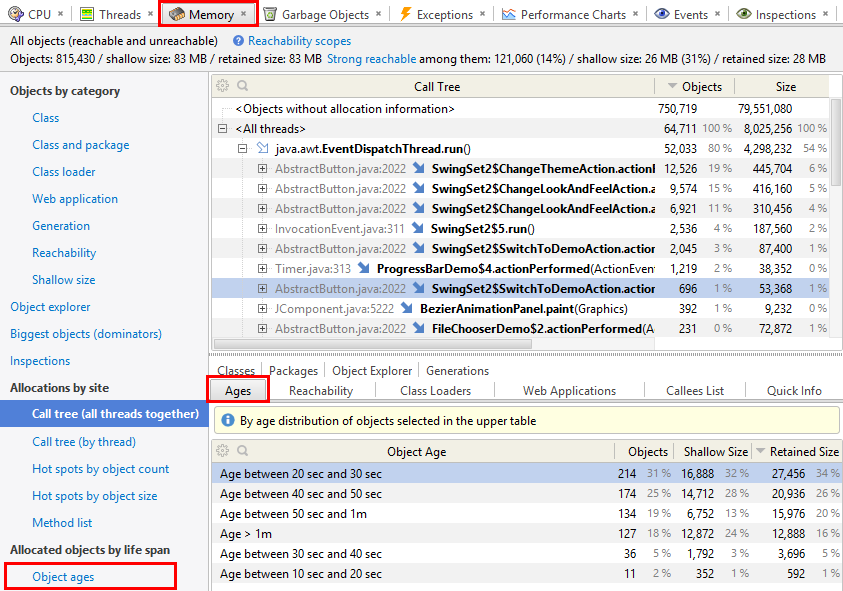 CPU × Threads × Memory × Garbage Objects × Exceptions × Performance Charts × Events × Inspections ×
All objects (reachable and unreachable) Reachability scopes
Objects: 815,430 / shallow size: 83 MB / retained size: 83 MB Strong reachable among them: 121,060 (14%) / shallow size: 26 MB (31%) / retained size: 28 MB
Objects by category
Class
Class and package
Class loader
Web application
Generation
Reachability
Shallow size
Object explorer
Biggest objects (dominators)
Inspections
Allocations by site
Call tree (all threads together)
Call tree (by thread)
Hot spots by object count
Hot spots by object size
Method list
Allocated objects by life span
Object ages
Call Tree Objects Size
<Objects without allocation information> 750,719 79,551,080
<All threads> 64,711 100 % 8,025,256 100 %
java.awt.EventDispatchThread.run() 52,033 80 % 4,298,232 54 %
AbstractButton.java:2022 SwingSet2$ChangeThemeAction.actionI 12,526 19 % 445,704 6 %
AbstractButton.java:2022 SwingSet2$ChangeLookAndFeelAction.a 9,574 15 % 416,160 5 %
AbstractButton.java:2022 SwingSet2$ChangeLookAndFeelAction.a 6,921 11 % 310,456 4 %
InvocationEvent.java:311 SwingSet2$5.run() 2,536 4 % 187,560 2 %
AbstractButton.java:2022 SwingSet2$SwitchToDemoAction.action 2,045 3 % 87,400 1 %
Timer.java:313 ProgressBarDemo$4.actionPerformed(ActionEven 1,219 2 % 38,352 0 %
AbstractButton.java:2022 SwingSet2$SwitchToDemoAction.action 696 1 % 53,368 1 %
JComponent.java:5222 BezierAnimationPanel.paint(Graphics) 392 1 % 9,232 0 %
AbstractButton.java:2022 FileChooserDemo$2.actionPerformed(A 231 0 % 72,872 1 %
Classes Packages Object Explorer Generations
Ages Reachability Class Loaders Web Applications Callees List Quick Info
By age distribution of objects selected in the upper table
Object Age Objects Shallow Size Retained Size
Age between 20 sec and 30 sec 214 31 % 16,888 32 % 27,456 34 %
Age between 40 sec and 50 sec 174 25 % 14,712 28 % 20,936 26 %
Age between 50 sec and 1m 134 19 % 6,752 13 % 15,976 20 %
Age > 1m 127 18 % 12,872 24 % 12,888 16 %
Age between 30 sec and 40 sec 36 5 % 1,792 3 % 3,696 5 %
Age between 10 sec and 20 sec 11 2 % 352 1 % 592 1 %